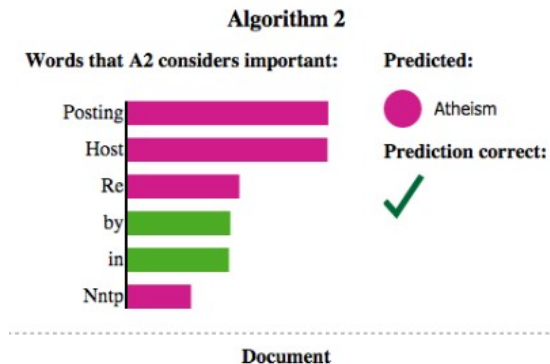 Algorithm 2
Words that A2 considers important:
Predicted:
Posting
Host
Re
by
in
Nntp
Atheism
Prediction correct:
Document